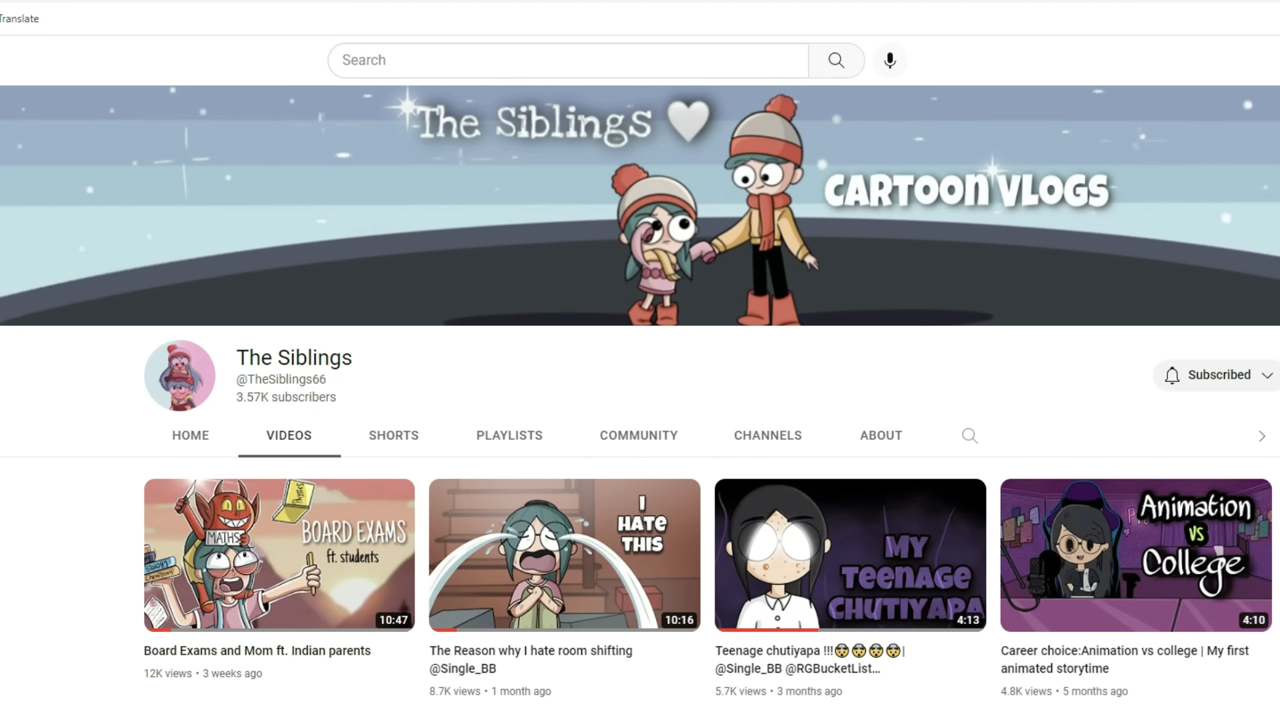 Translate
Search
The Siblings
CARTOON VLOGS
The Siblings
@TheSiblings66
3.57K subscribers
Subscribed
HOME
VIDEOS
SHORTS
PLAYLISTS
COMMUNITY
CHANNELS
ABOUT
MATHS
BOARD EXAMS
ft. students
10:47
I
HATE
THIS
10:16
MY
TEENAGE
CHUTIYAPA
4:13
Animation
VS
College
4:10
Board Exams and Mom ft. Indian parents
12K views • 3 weeks ago
The Reason why I hate room shifting
@Single_BB
8.7K views • 1 month ago
Teenage chutiyapa !!!🤯🤯🤯🤯|
@Single_BB @RGBucketList...
5.7K views • 3 months ago
Career choice:Animation vs college | My first
animated storytime
4.8K views • 5 months ago